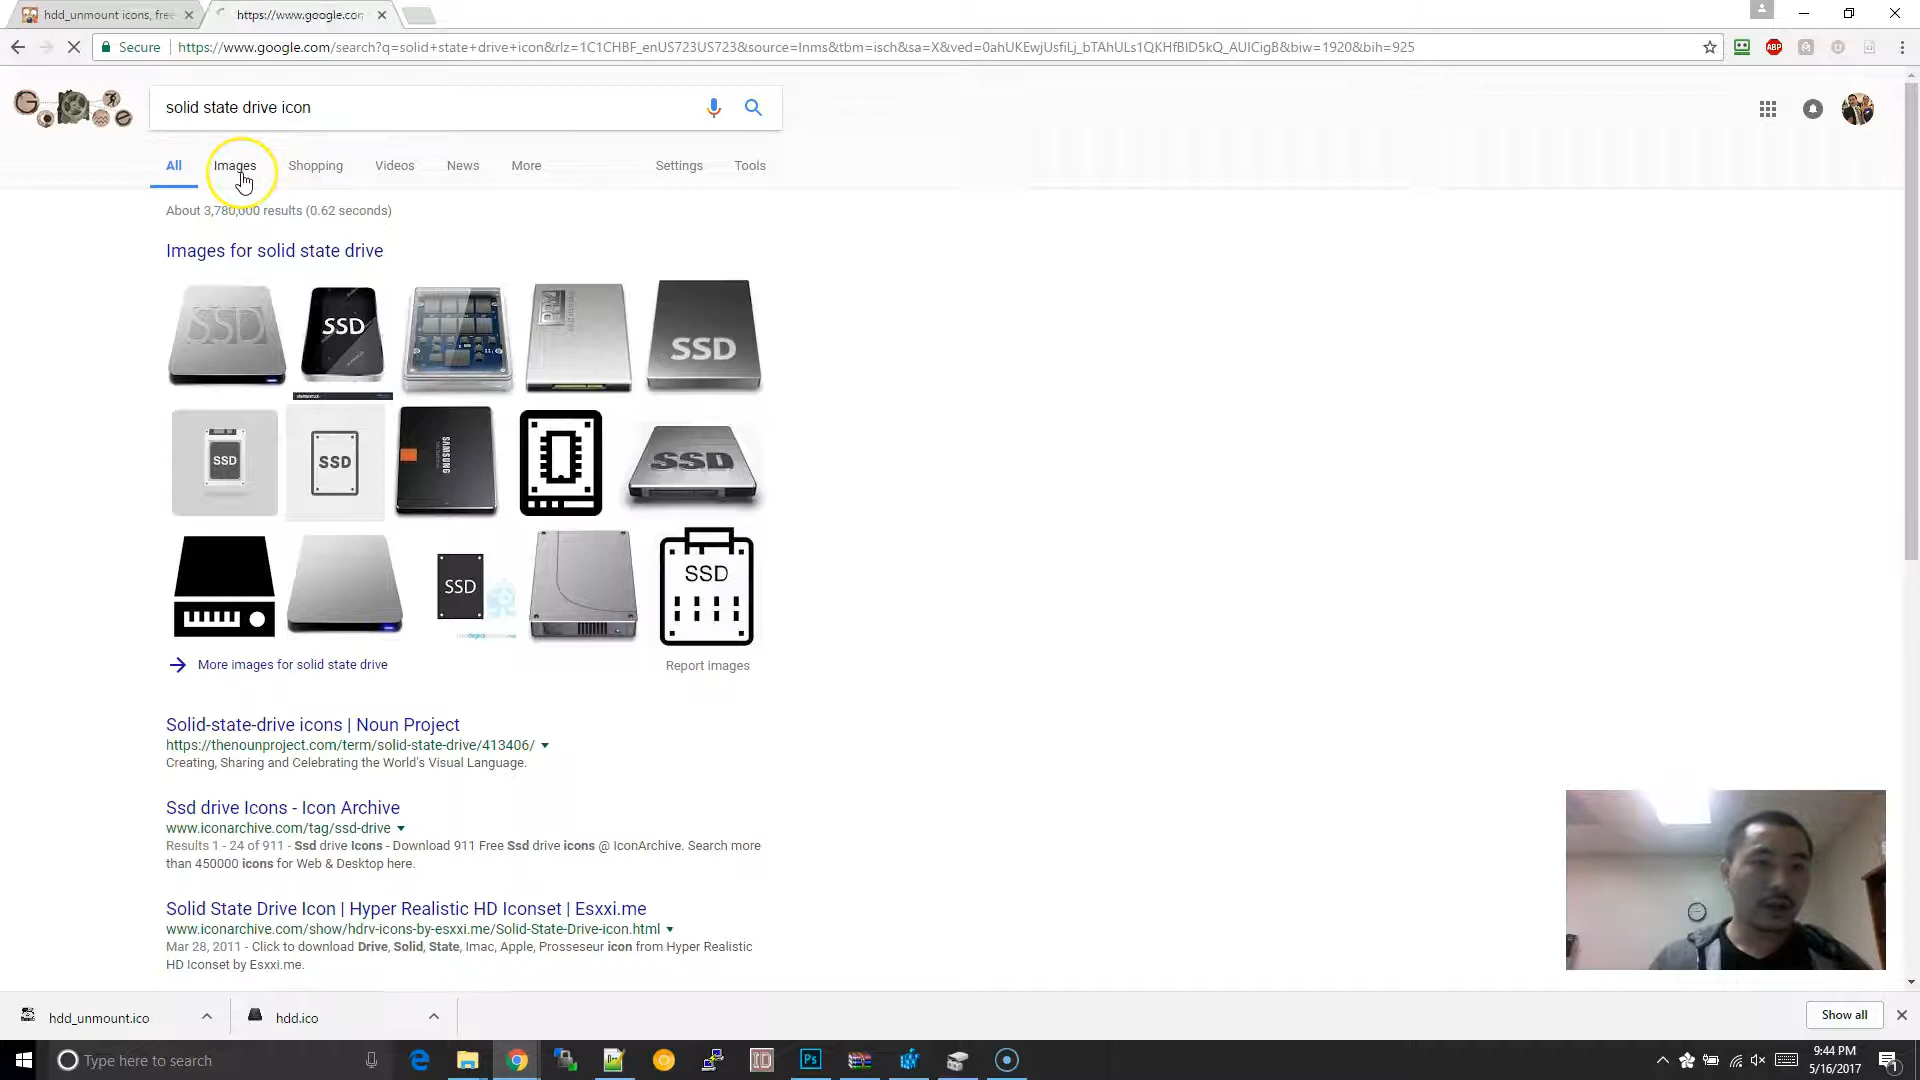 hdd_unmount icons, free
https://www.google.com
Secure
https://www.google.com/search?q=solid+state+drive+icon&rlz=1C1CHBF_enUS723US723&source=lnms&tbm=isch&sa=X&ved=0ahUKEwjUsfiLj_bTAhULs1QKHfBID5kQ_AUICigB&biw=1920&bih=925
ABP
solid state drive icon
All Images Shopping Videos News More Settings Tools
About 3,780,000 results (0.62 seconds)
Images for solid state drive
SSD SSD SSD
SSD SSD SAMSUNG SSD
SSD SSD
More images for solid state drive
Report images
Solid-state-drive icons | Noun Project
https://thenounproject.com/term/solid-state-drive/413406/
Creating, Sharing and Celebrating the World's Visual Language.
Ssd drive Icons - Icon Archive
www.iconarchive.com/tag/ssd-drive
Results 1 - 24 of 911 - Ssd drive Icons - Download 911 Free Ssd drive icons @ IconArchive. Search more
than 450000 icons for Web & Desktop here.
Solid State Drive Icon | Hyper Realistic HD Iconset | Esxxi.me
www.iconarchive.com/show/hdrv-icons-by-esxxi.me/Solid-State-Drive-icon.html
Mar 28, 2011 - Click to download Drive, Solid, State, Imac, Apple, Prosseseur icon from Hyper Realistic
HD Iconset by Esxxi.me.
hdd_unmount.ico
hdd.ico
Show all
Type here to search
ID
Ps
9:44 PM
5/16/2017
1